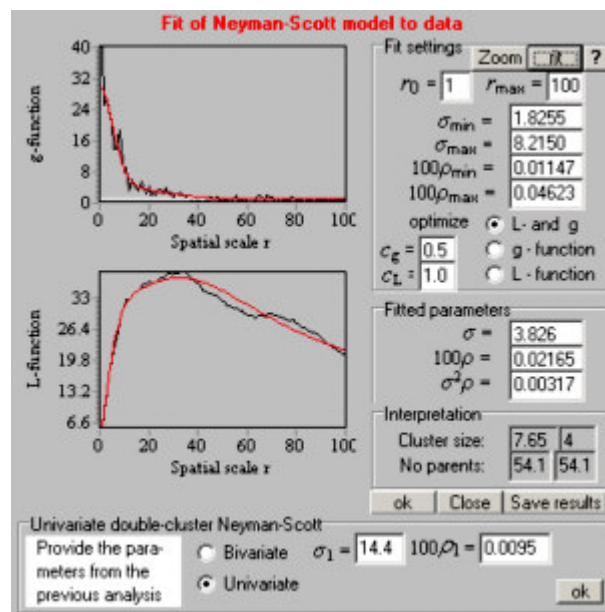 Fit of Neyman-Scott model to data
g-function
40
32
24
16
8
0
0 20 40 60 80 100
Spatial scale r
L-function
33
26.4
19.8
13.2
6.6
0 20 40 60 80 100
Spatial scale r
Fit settings
Zoom fit ?
r0 = 1 rmax = 100
σmin = 1.8255
σmax = 8.2150
100ρmin = 0.01147
100ρmax = 0.04623
optimize L- and g
cg = 0.5 g - function
cL = 1.0 L - function
Fitted parameters
σ = 3.826
100ρ = 0.02165
σ²ρ = 0.00317
Interpretation
Cluster size: 7.65 4
No parents: 54.1 54.1
ok Close Save results
Univariate double-cluster Neyman-Scott
Provide the para-
meters from the
previous analysis
Bivariate σ1 = 14.4 100ρ1 = 0.0095
Univariate
ok